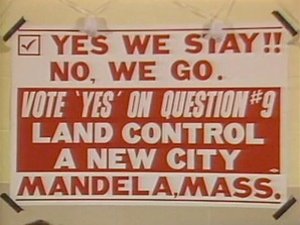 YES WE STAY!!
NO, WE GO.
VOTE 'YES' ON QUESTION #9
LAND CONTROL
A NEW CITY
MANDELA, MASS.